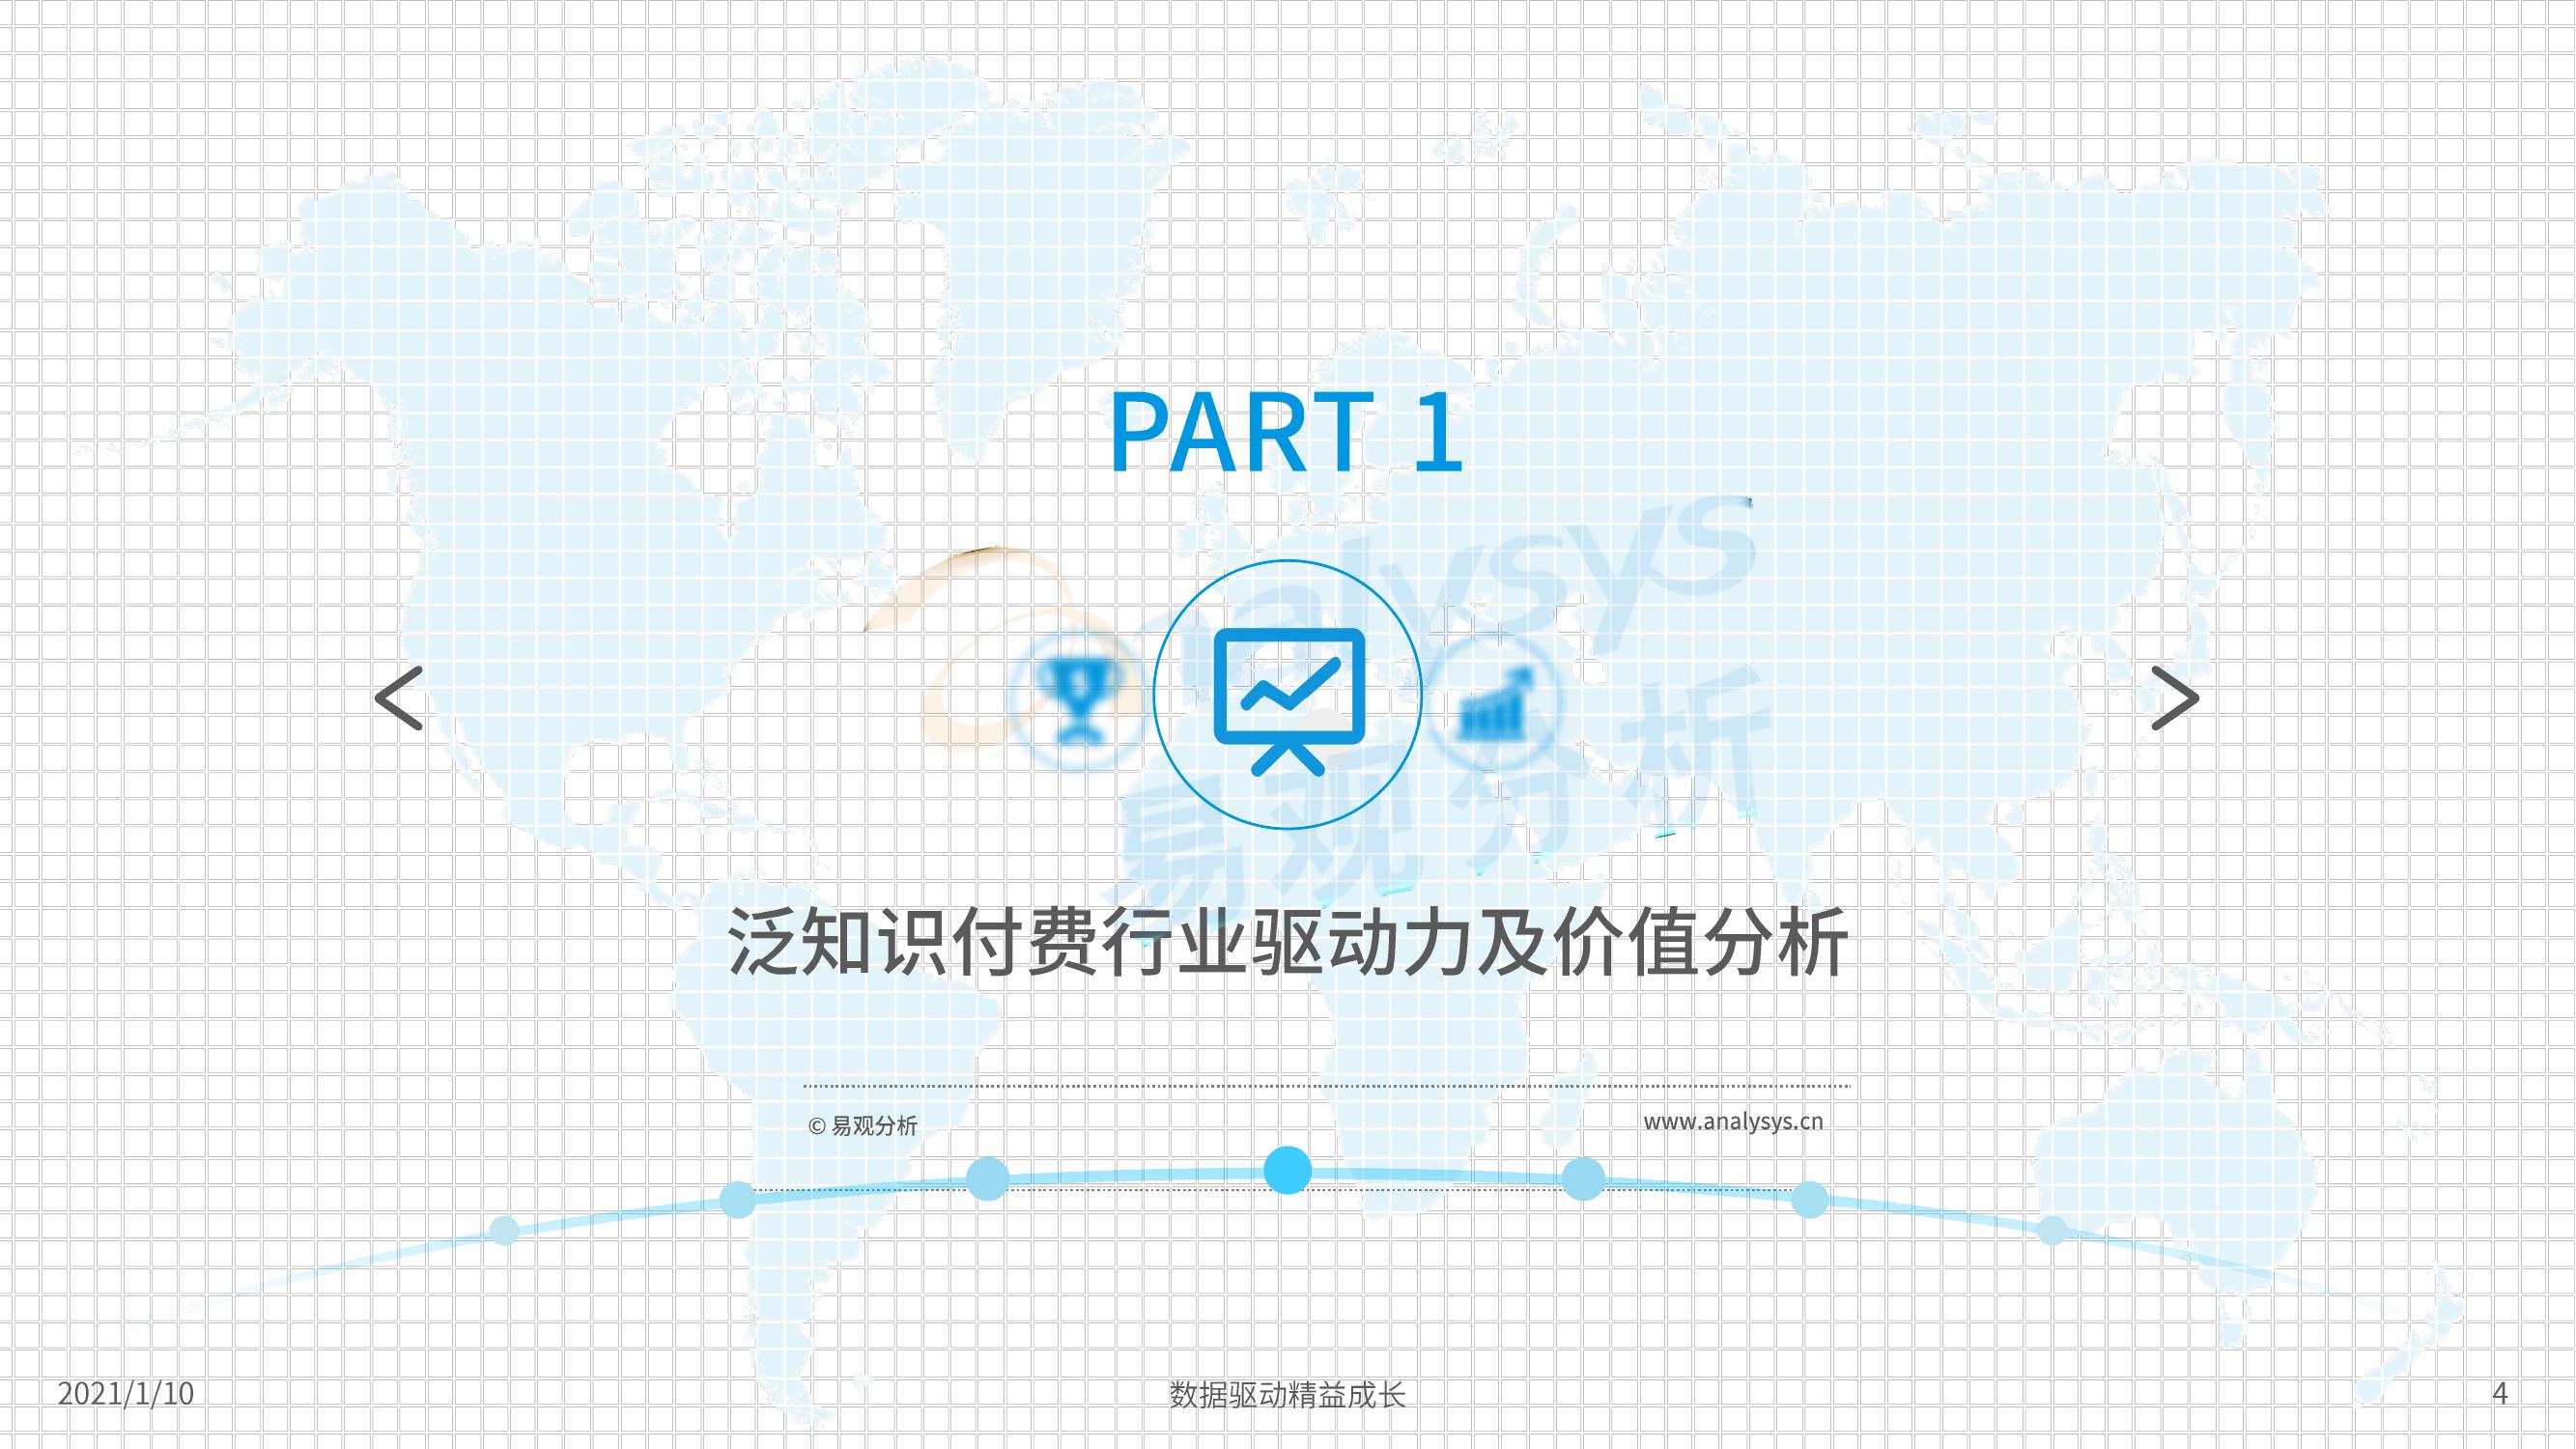 PART 1
analysys
易观分析
泛知识付费行业驱动力及价值分析
© 易观分析
www.analysys.cn
2021/1/10
数据驱动精益成长
4